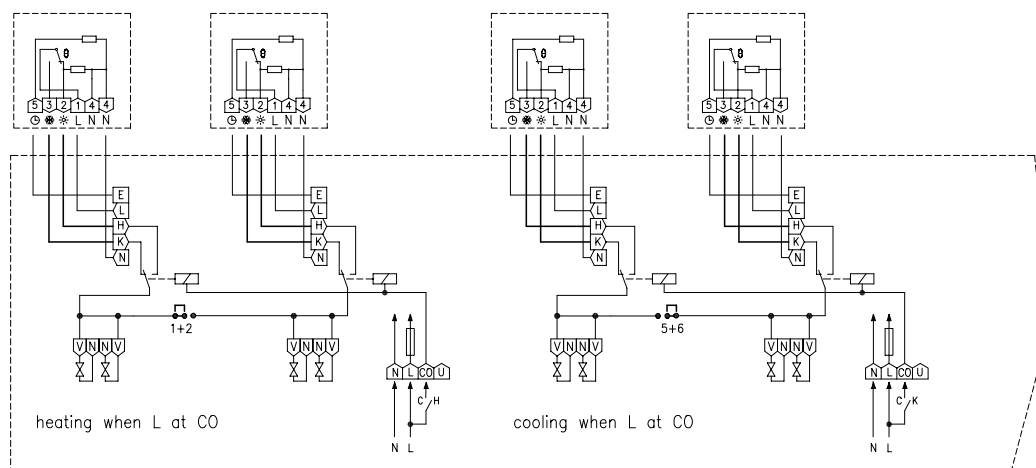 5 3 2 1 4 4 5 3 2 1 4 4 5 3 2 1 4 4 5 3 2 1 4 4
L N N L N N L N N L N N
E E E E
L L L L
H H H H
K K K K
N N N N
1+2 5+6
V N N V V N N V V N N V V N N V
N L CO U N L CO U
C H C K
heating when L at CO cooling when L at CO
N L N L